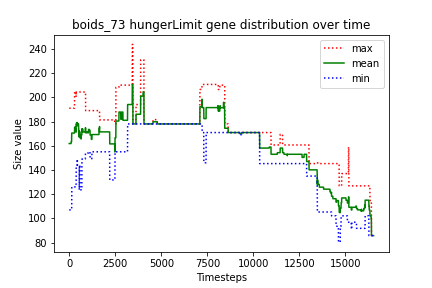 boids_73 hungerLimit gene distribution over time
max
mean
min
Size value
240
220
200
180
160
140
120
100
80
0
2500
5000
7500
10000
12500
15000
Timesteps